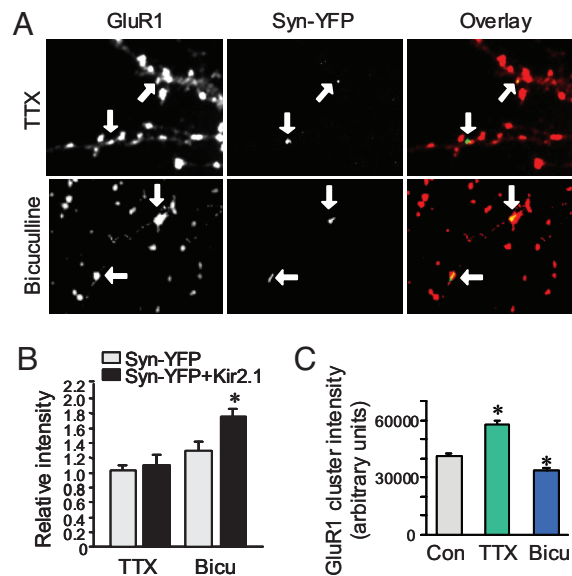 A
GluR1 Syn-YFP Overlay
TTX
Bicuculline
B
Syn-YFP
Syn-YFP+Kir2.1
Relative intensity
2.2
2.0
1.8
1.6
1.4
1.2
1.0
0.8
0.6
0.4
0.2
0
*
TTX Bicu
C
GluR1 cluster intensity
(arbitrary units)
60000
30000
0
*
*
Con TTX Bicu